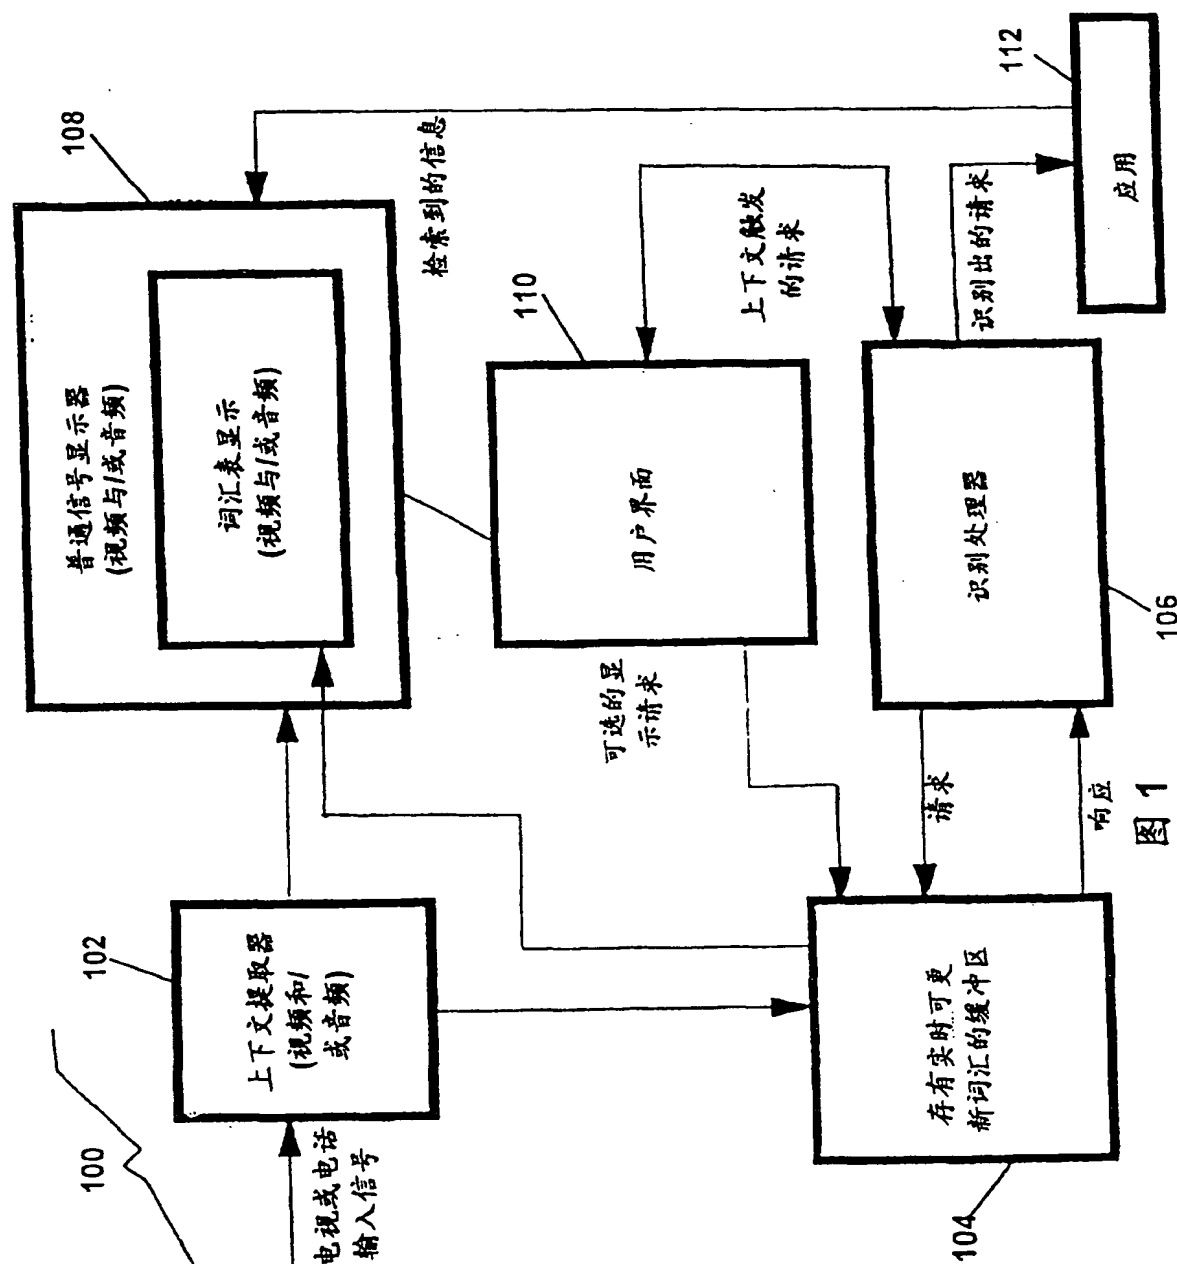 100
电视或电话
输入信号
102
上下文提取器
(视频和/
或音频)
108
普通信号显示器
(视频与/或音频)
词汇表显示
(视频与/或音频)
检索到的信息
110
用户界面
可选的显
示请求
上下文触发
的请求
104
存有实时可更
新词汇的缓冲区
请求
响应
106
识别处理器
识别出的请求
112
应用
图 1